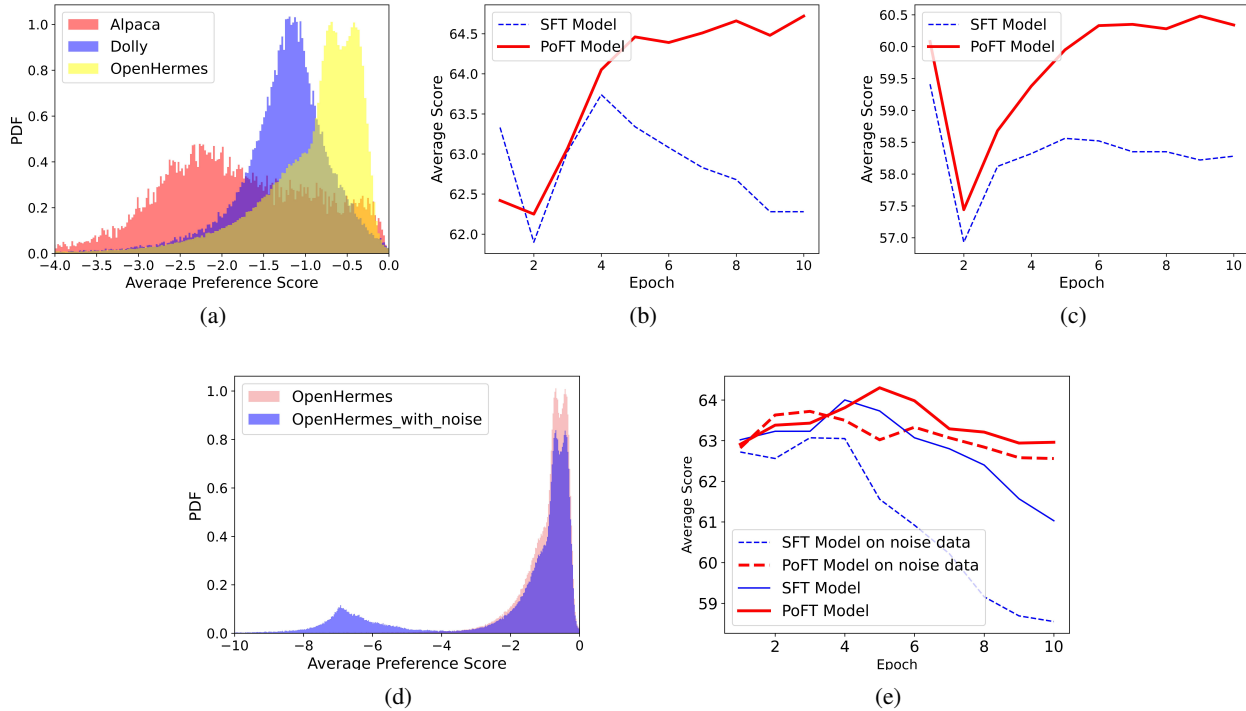 1.0
0.8
0.6
0.4
0.2
0.0
PDF
Alpaca
Dolly
OpenHermes
−4.0 −3.5 −3.0 −2.5 −2.0 −1.5 −1.0 −0.5 0.0
Average Preference Score
(a)
64.5
64.0
63.5
63.0
62.5
62.0
Average Score
SFT Model
PoFT Model
2 4 6 8 10
Epoch
(b)
60.5
60.0
59.5
59.0
58.5
58.0
57.5
57.0
Average Score
SFT Model
PoFT Model
2 4 6 8 10
Epoch
(c)
1.0
0.8
0.6
0.4
0.2
0.0
PDF
OpenHermes
OpenHermes_with_noise
−10 −8 −6 −4 −2 0
Average Preference Score
(d)
64
63
62
61
60
59
Average Score
SFT Model on noise data
PoFT Model on noise data
SFT Model
PoFT Model
2 4 6 8 10
Epoch
(e)